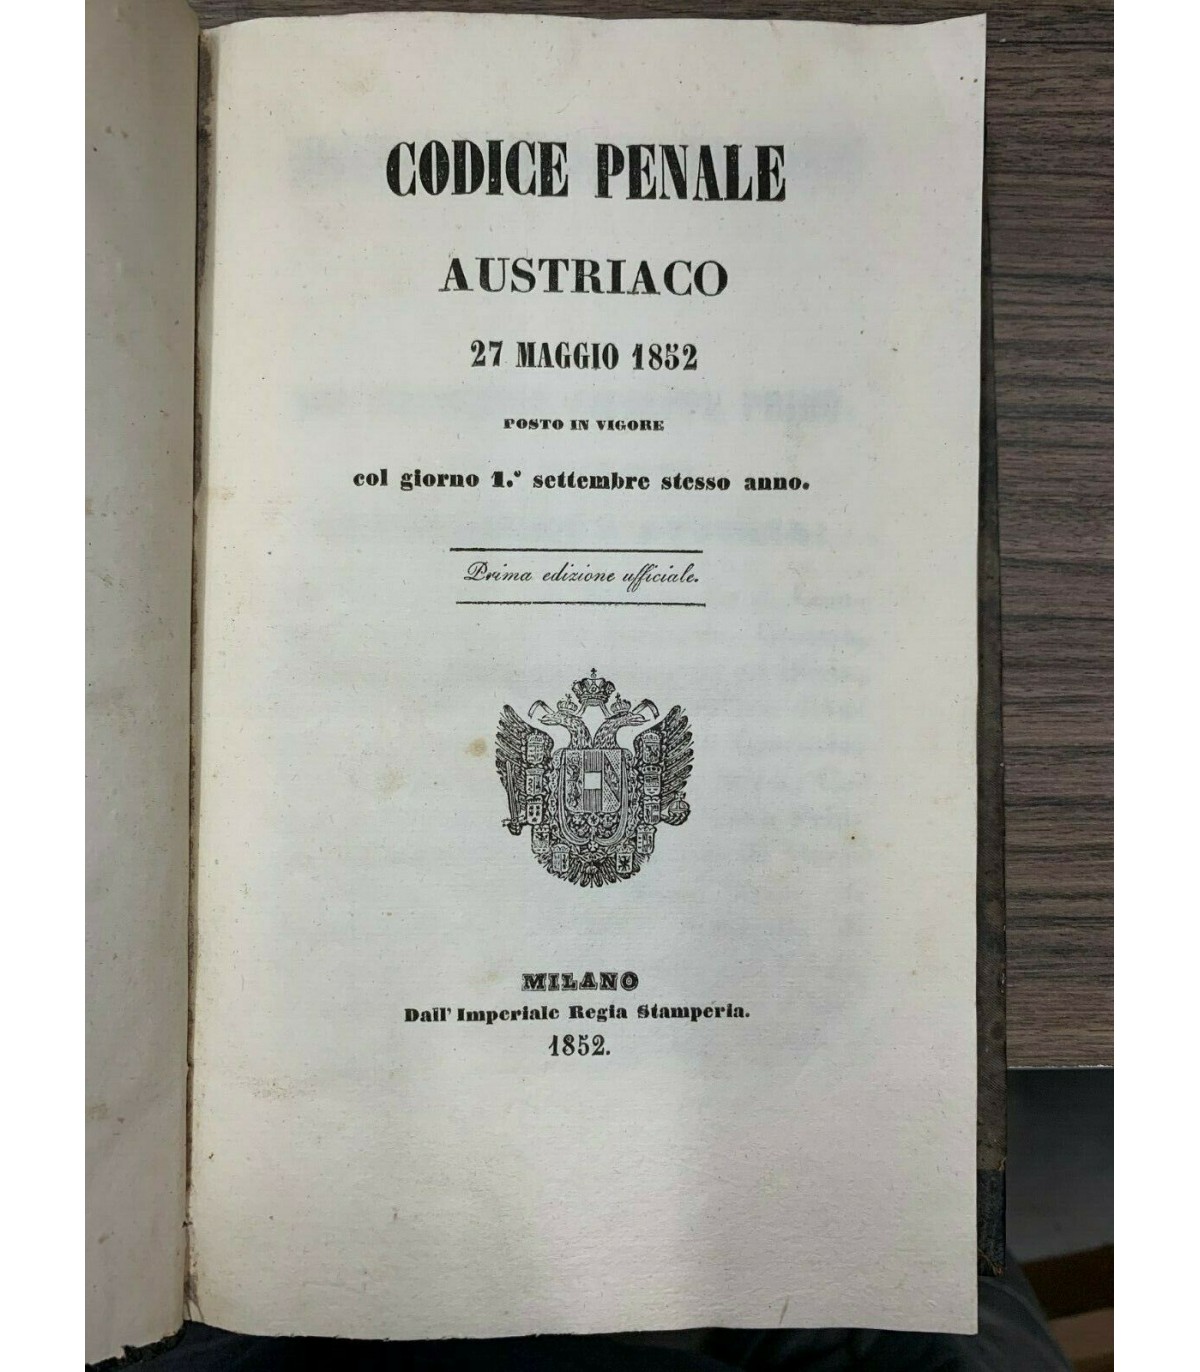 CODICE PENALE
AUSTRIACO
27 MAGGIO 1852
POSTO IN VIGORE
col giorno 1.° settembre stesso anno.
Prima edizione ufficiale.
MILANO
Dall' Imperiale Regia Stamperia.
1852.